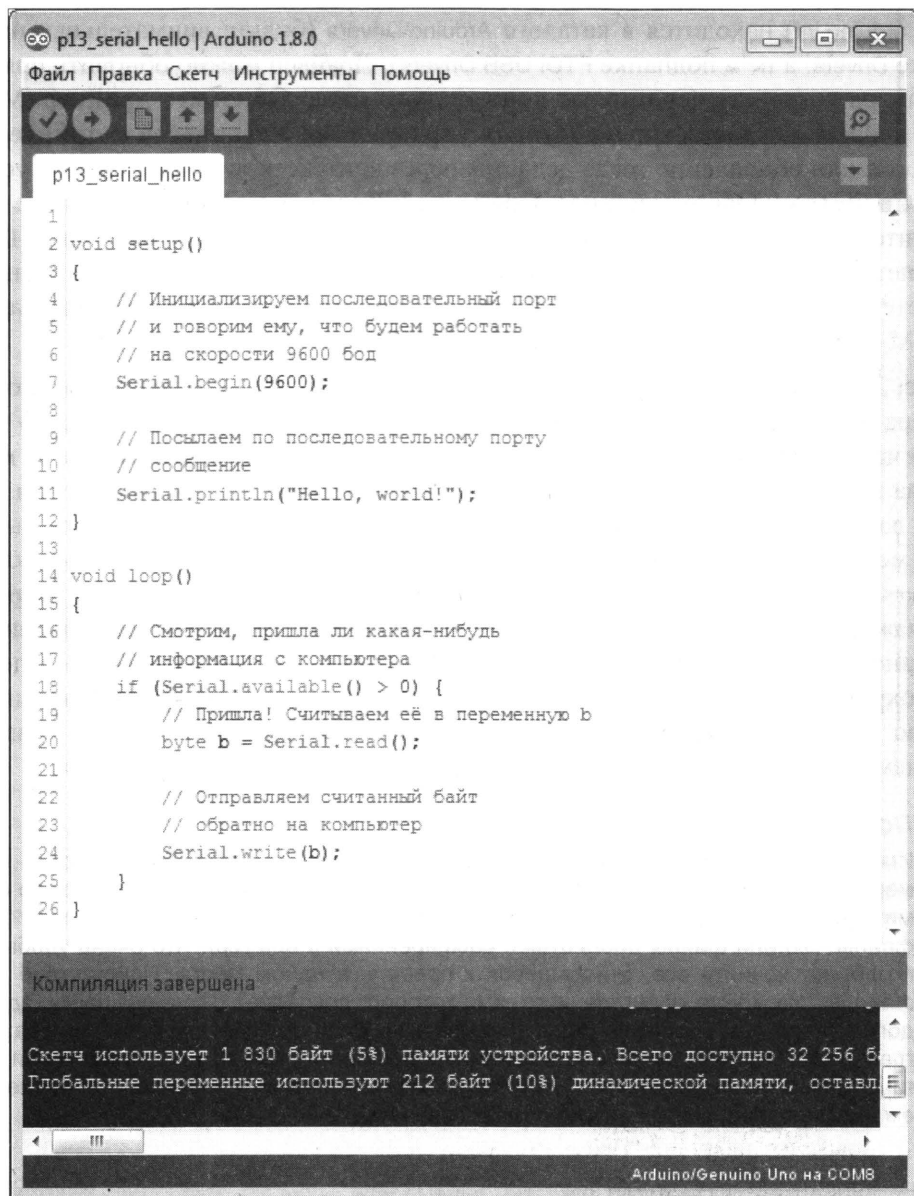 p13_serial_hello | Arduino 1.8.0
Файл Правка Скетч Инструменты Помощь
p13_serial_hello
1
2 void setup()
3 {
4 // Инициализируем последовательный порт
5 // и говорим ему, что будем работать
6 // на скорости 9600 бод
7 Serial.begin(9600);
8
9 // Посылаем по последовательному порту
10 // сообщение
11 Serial.println("Hello, world!");
12 }
13
14 void loop()
15 {
16 // Смотрим, пришла ли какая-нибудь
17 // информация с компьютера
18 if (Serial.available() > 0) {
19 // Пришла! Считываем её в переменную b
20 byte b = Serial.read();
21
22 // Отправляем считанный байт
23 // обратно на компьютер
24 Serial.write(b);
25 }
26 }
Компиляция завершена
Скетч использует 1 830 байт (5%) памяти устройства. Всего доступно 32 256 б
Глобальные переменные используют 212 байт (10%) динамической памяти, оставл
Arduino/Genuino Uno на COM8